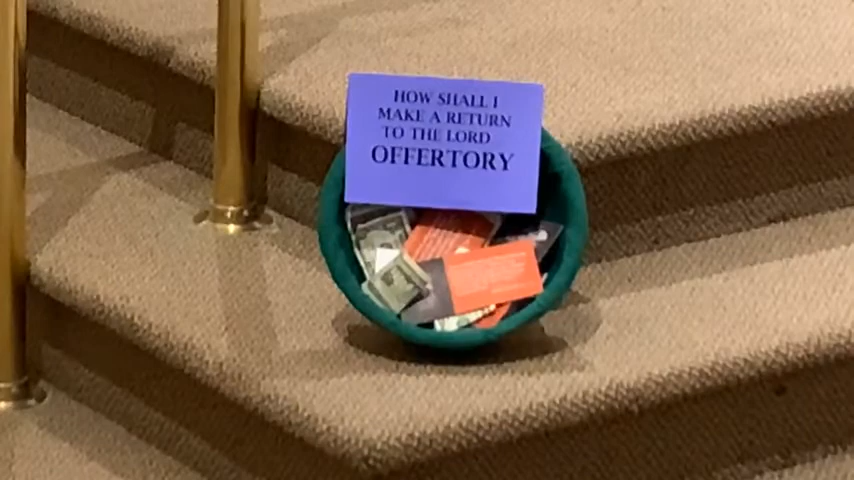 HOW SHALL I
MAKE A RETURN
TO THE LORD
OFFERTORY